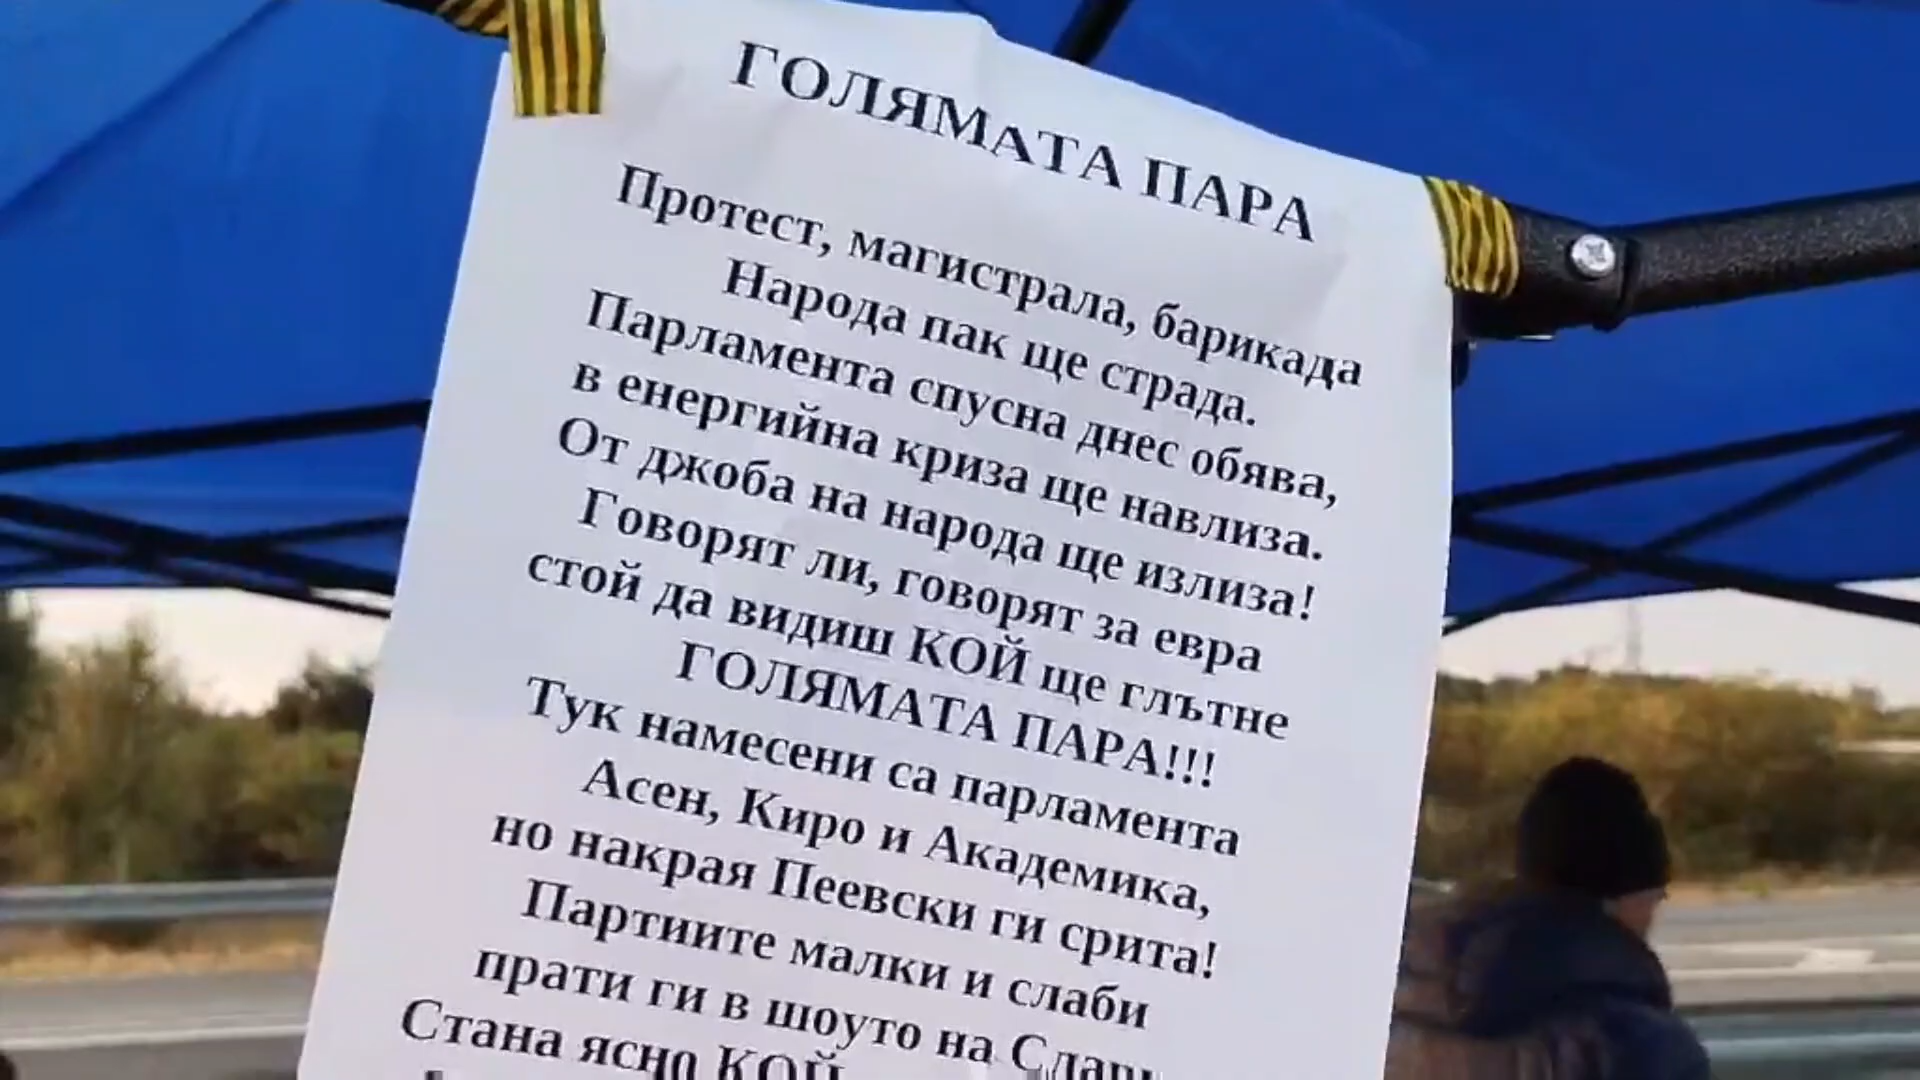 ГОЛЯМАТА ПАРА
Протест, магистрала, барикада
Народа пак ще страда.
Парламента спусна днес обява,
в енергийна криза ще навлиза.
От джоба на народа ще излиза!
Говорят ли, говорят за евра
стой да видиш КОЙ ще глътне
ГОЛЯМАТА ПАРА!!!
Тук намесени са парламента
Асен, Киро и Академика,
но накрая Пеевски ги срита!
Партиите малки и слаби
прати ги в шоуто на
Стана ясно КОЙ